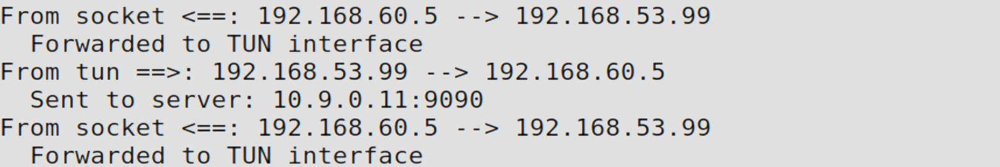 From socket <==: 192.168.60.5 --> 192.168.53.99
  Forwarded to TUN interface
From tun ==>: 192.168.53.99 --> 192.168.60.5
  Sent to server: 10.9.0.11:9090
From socket <==: 192.168.60.5 --> 192.168.53.99
  Forwarded to TUN interface